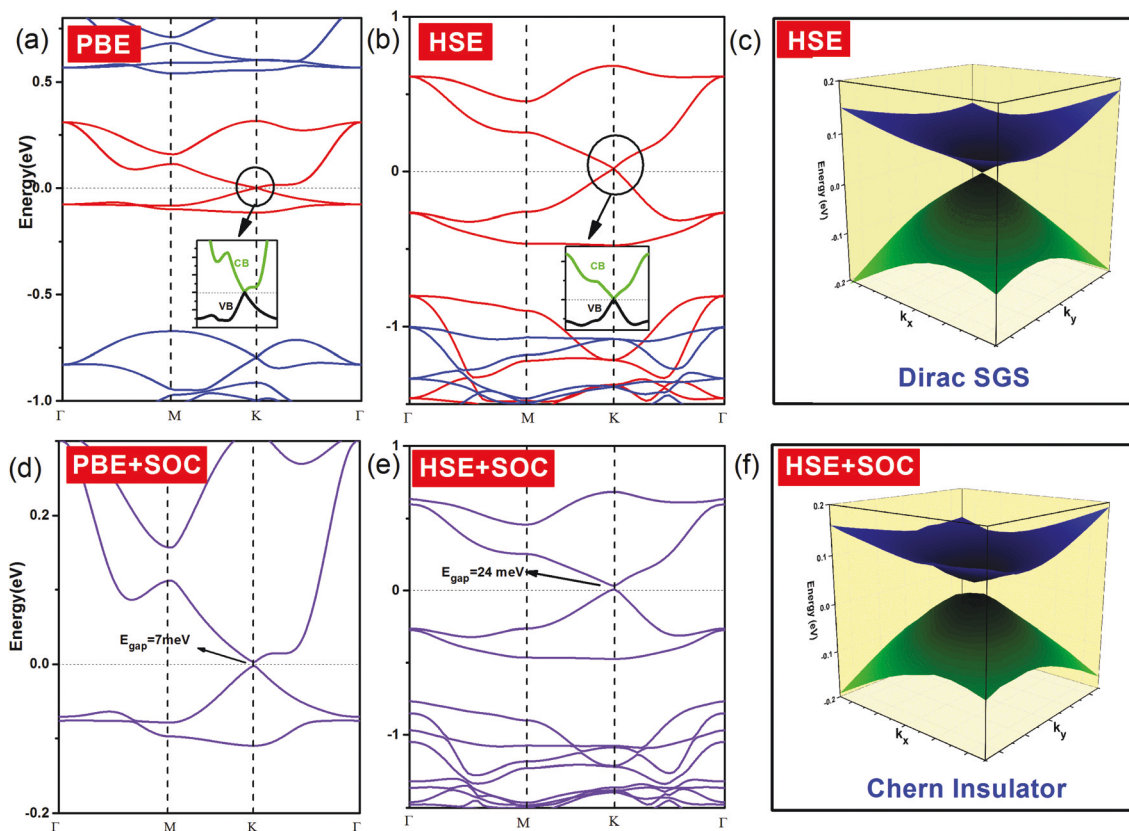 (a)
PBE
Energy(eV)
0.5
0.0
-0.5
-1.0
CB
VB
Γ
M
K
Γ
(b)
HSE
1
0
-1
CB
VB
Γ
M
K
Γ
(c)
HSE
Energy (eV)
0.2
0.1
0.0
-0.1
-0.2
kx
ky
Dirac SGS
(d)
PBE+SOC
Energy(eV)
0.2
0.0
-0.2
Egap=7meV
Γ
M
K
Γ
(e)
HSE+SOC
1
0
-1
Egap=24 meV
Γ
M
K
Γ
(f)
HSE+SOC
Energy (eV)
0.2
0.1
0.0
-0.1
-0.2
kx
ky
Chern Insulator